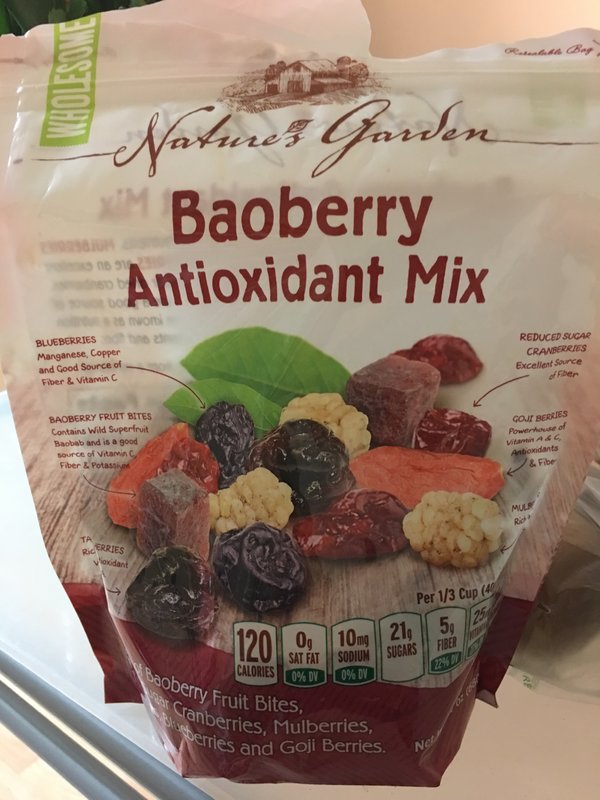 WHOLESOME
Resealable Bag
Nature's Garden
Baoberry
Antioxidant Mix
BLUEBERRIES
Manganese, Copper
and Good Source of
Fiber & Vitamin C
REDUCED SUGAR
CRANBERRIES
Excellent Source
of Fiber
BAOBERRY FRUIT BITES
Contains Wild Superfruit
Baobab and is a good
source of Vitamin C,
Fiber & Potassium
GOJI BERRIES
Powerhouse of
Vitamin A & C,
Antioxidants
& Fiber
Per 1/3 Cup
120
CALORIES
0g
SAT FAT
0% DV
10mg
SODIUM
0% DV
21g
SUGARS
5g
FIBER
22% DV
of Baoberry Fruit Bites,
Cranberries, Mulberries,
Blueberries and Goji Berries.